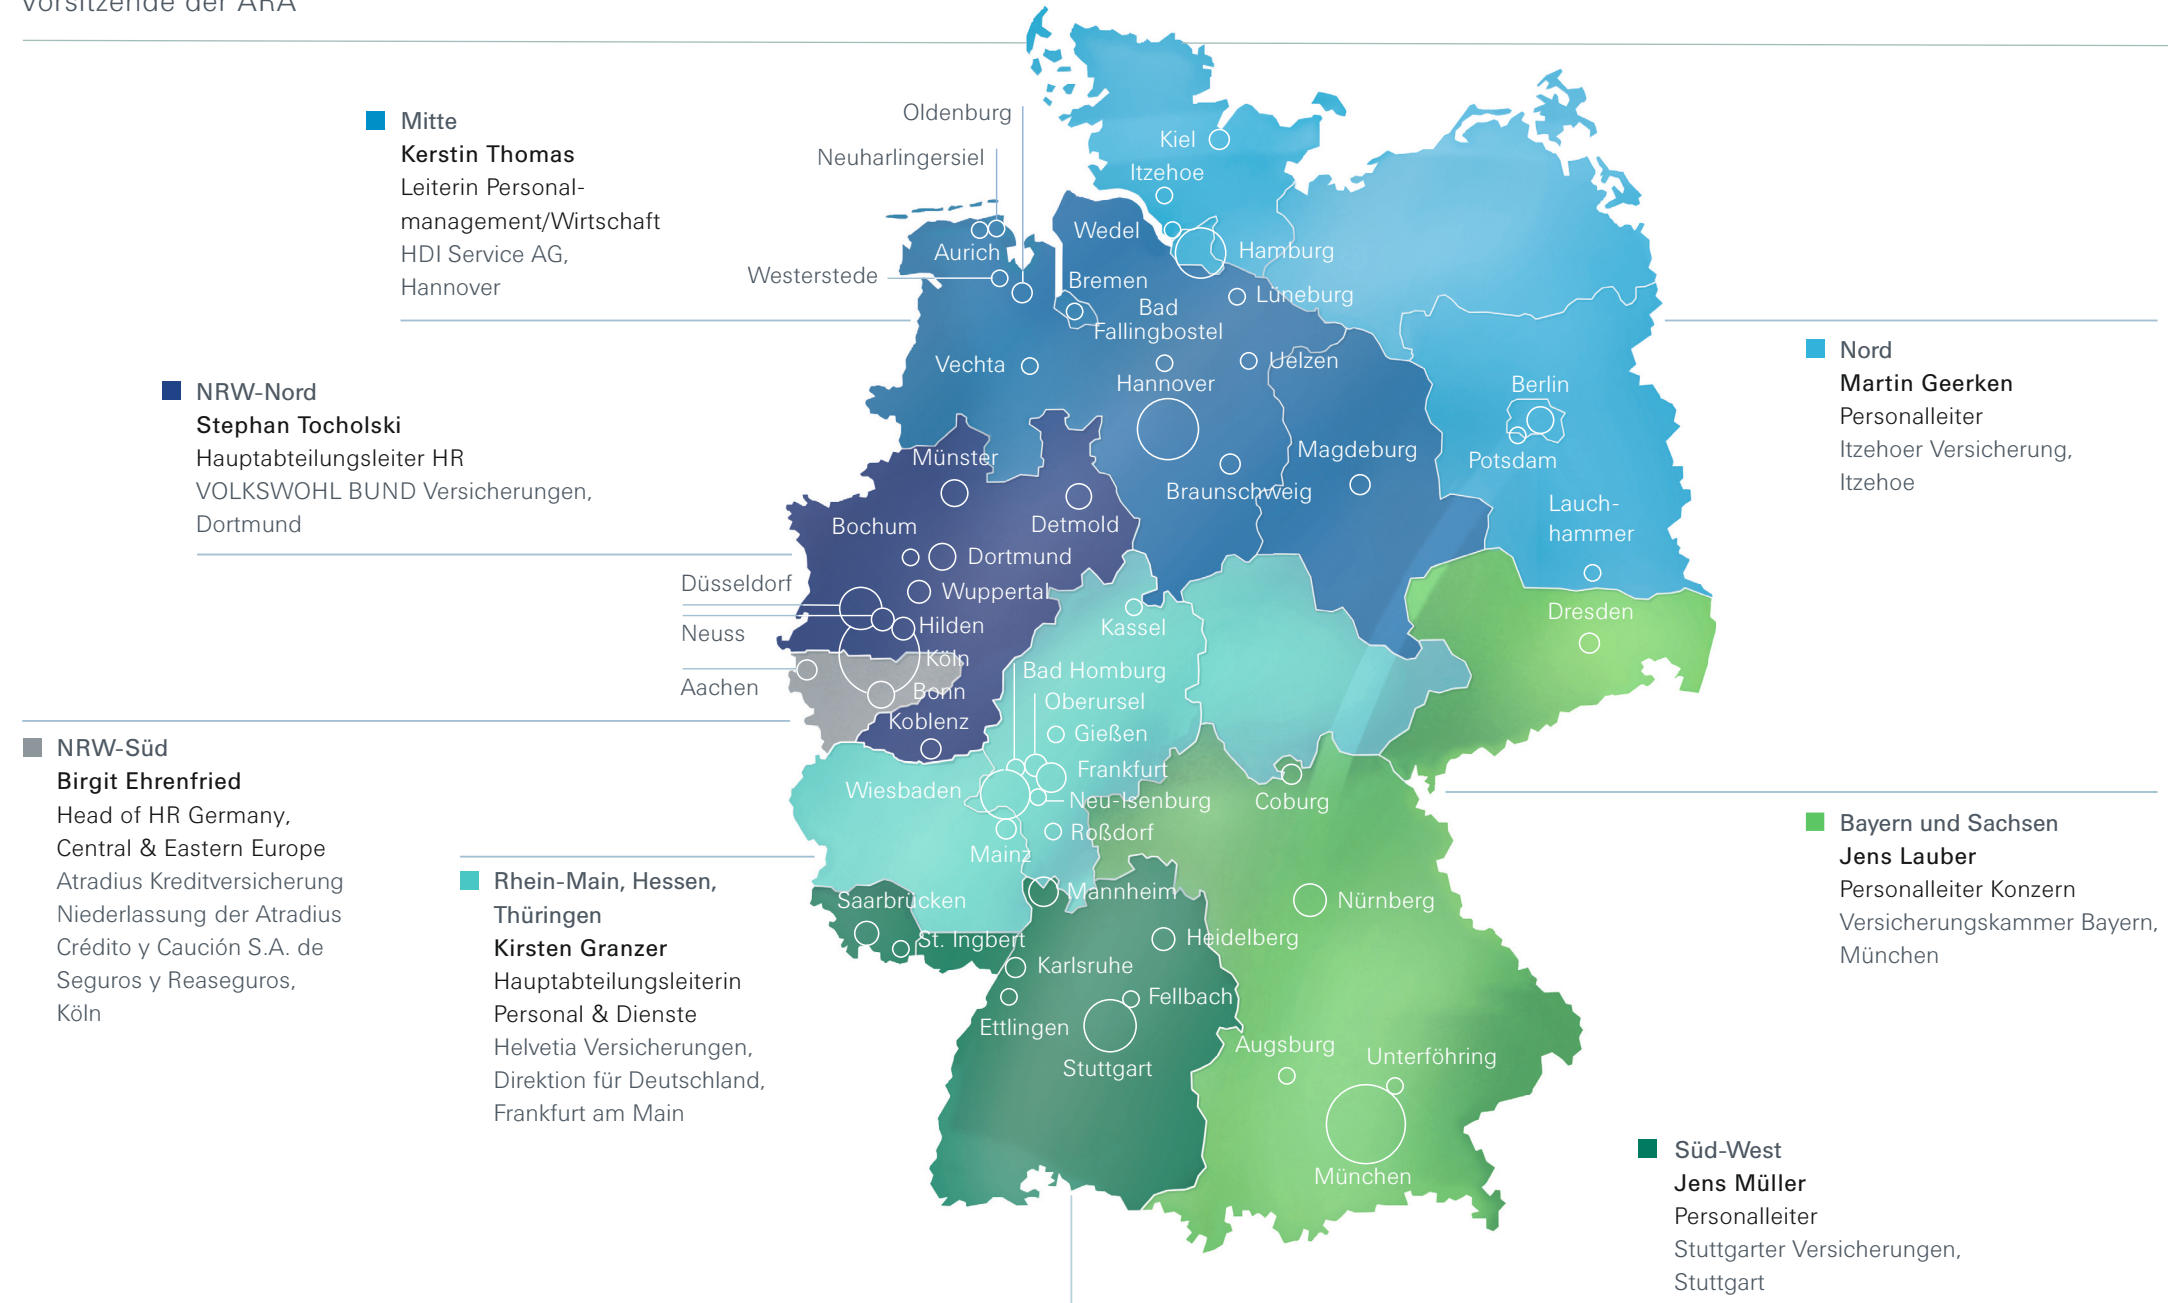 Vorsitzende der ARA
Mitte
Kerstin Thomas
Leiterin Personal-
management/Wirtschaft
HDI Service AG,
Hannover
NRW-Nord
Stephan Tocholski
Hauptabteilungsleiter HR
VOLKSWOHL BUND Versicherungen,
Dortmund
NRW-Süd
Birgit Ehrenfried
Head of HR Germany,
Central & Eastern Europe
Atradius Kreditversicherung
Niederlassung der Atradius
Crédito y Caución S.A. de
Seguros y Reaseguros,
Köln
Rhein-Main, Hessen,
Thüringen
Kirsten Granzer
Hauptabteilungsleiterin
Personal & Dienste
Helvetia Versicherungen,
Direktion für Deutschland,
Frankfurt am Main
Oldenburg
Neuharlingersiel
Kiel
Itzehoe
Wedel
Aurich
Hamburg
Westerstede
Bremen
Lüneburg
Bad
Fallingbostel
Vechta
Uelzen
Hannover
Berlin
Münster
Magdeburg
Potsdam
Braunschweig
Lauch-
hammer
Bochum
Detmold
Dortmund
Düsseldorf
Wuppertal
Dresden
Hilden
Kassel
Neuss
Köln
Bad Homburg
Aachen
Bonn
Oberursel
Koblenz
Gießen
Frankfurt
Wiesbaden
Neu-Isenburg
Coburg
Roßdorf
Mainz
Mannheim
Saarbrücken
Nürnberg
St. Ingbert
Heidelberg
Karlsruhe
Fellbach
Ettlingen
Augsburg
Unterföhring
Stuttgart
München
Nord
Martin Geerken
Personalleiter
Itzehoer Versicherung,
Itzehoe
Bayern und Sachsen
Jens Lauber
Personalleiter Konzern
Versicherungskammer Bayern,
München
Süd-West
Jens Müller
Personalleiter
Stuttgarter Versicherungen,
Stuttgart